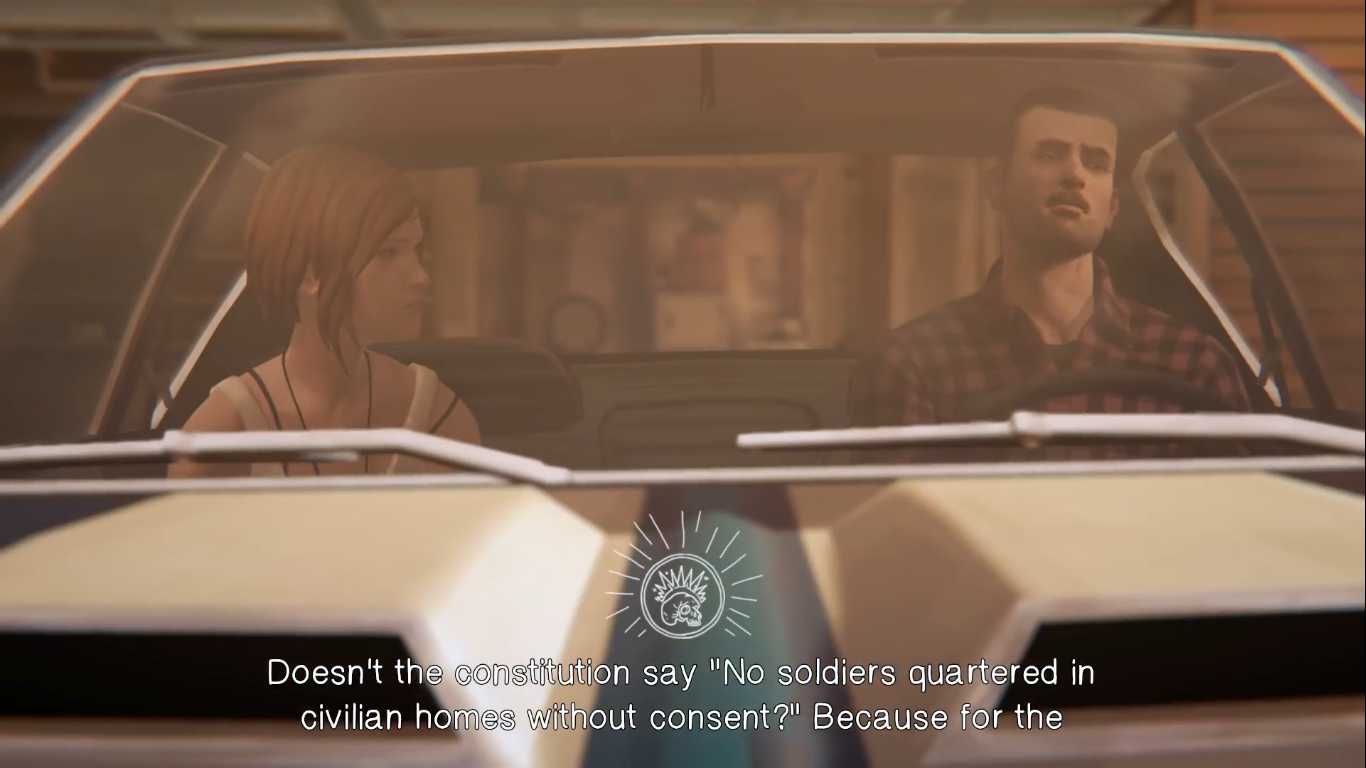 Doesn't the constitution say "No soldiers quartered in
civilian homes without consent?" Because for the